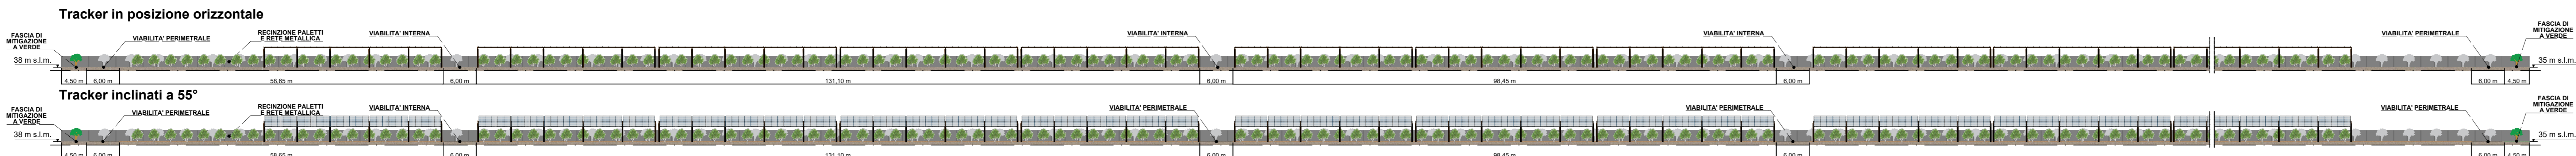 Tracker in posizione orizzontale
FASCIA DI
MITIGAZIONE
A VERDE
VIABILITA' PERIMETRALE
RECINZIONE PALETTI
E RETE METALLICA
VIABILITA' INTERNA
VIABILITA' INTERNA
VIABILITA' INTERNA
VIABILITA' PERIMETRALE
FASCIA DI
MITIGAZIONE
A VERDE
38 m s.l.m.
35 m s.l.m.
4,50 m
6,00 m
58,65 m
6,00 m
131,10 m
6,00 m
98,45 m
6,00 m
6,00 m
4,50 m
Tracker inclinati a 55°
FASCIA DI
MITIGAZIONE
A VERDE
VIABILITA' PERIMETRALE
RECINZIONE PALETTI
E RETE METALLICA
VIABILITA' INTERNA
VIABILITA' PERIMETRALE
VIABILITA' PERIMETRALE
VIABILITA' PERIMETRALE
FASCIA DI
MITIGAZIONE
A VERDE
38 m s.l.m.
35 m s.l.m.
4,50 m
6,00 m
58,65 m
6,00 m
131,10 m
6,00 m
98,45 m
6,00 m
6,00 m
4,50 m